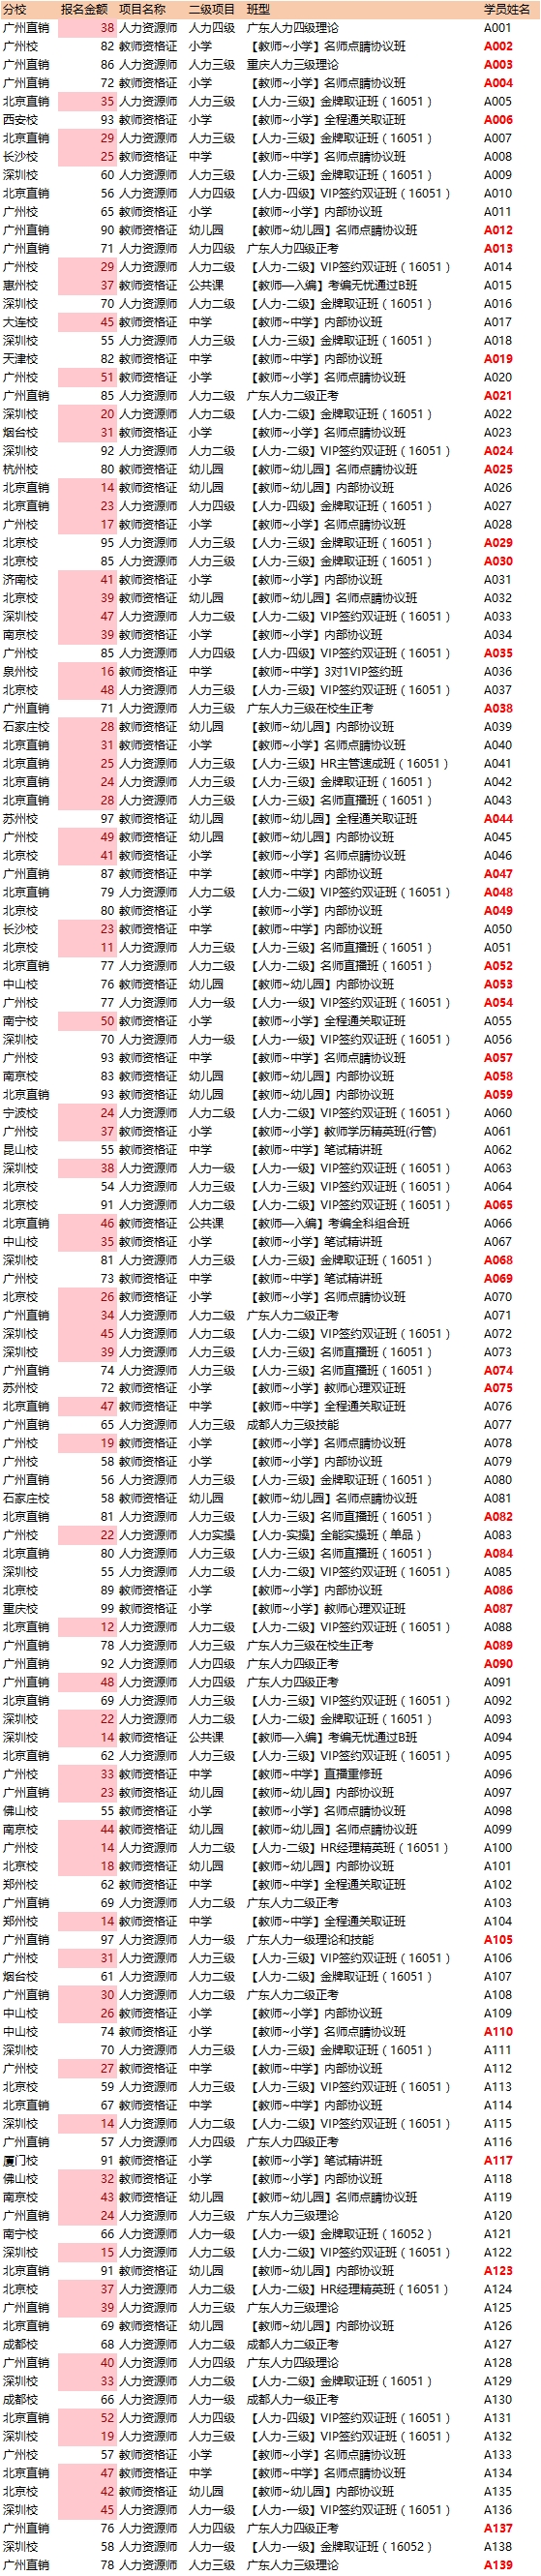 分校 报名金额 项目名称 二级项目 班型 学员姓名
广州直销 38 人力资源师 人力四级 广东人力四级理论 A001
广州校 82 教师资格证 小学 【教师~小学】名师点睛协议班 A002
广州直销 86 人力资源师 人力三级 重庆人力三级理论 A003
广州直销 72 教师资格证 小学 【教师~小学】名师点睛协议班 A004
北京直销 35 人力资源师 人力三级 【人力-三级】金牌取证班（16051） A005
西安校 93 教师资格证 小学 【教师~小学】全程通关取证班 A006
北京直销 29 人力资源师 人力三级 【人力-三级】金牌取证班（16051） A007
长沙校 25 教师资格证 中学 【教师~中学】名师点睛协议班 A008
深圳校 60 人力资源师 人力三级 【人力-三级】金牌取证班（16051） A009
北京直销 56 人力资源师 人力四级 【人力-四级】VIP签约双证班（16051） A010
广州校 65 教师资格证 小学 【教师~小学】内部协议班 A011
广州直销 90 教师资格证 幼儿园 【教师~幼儿园】名师点睛协议班 A012
广州直销 71 人力资源师 人力四级 广东人力四级正考 A013
广州校 29 人力资源师 人力二级 【人力-二级】VIP签约双证班（16051） A014
惠州校 37 教师资格证 公共课 【教师—入编】考编无忧通过B班 A015
深圳校 70 人力资源师 人力二级 【人力-二级】金牌取证班（16051） A016
大连校 45 教师资格证 中学 【教师~中学】内部协议班 A017
深圳校 55 人力资源师 人力三级 【人力-三级】金牌取证班（16051） A018
天津校 82 教师资格证 中学 【教师~中学】内部协议班 A019
广州校 51 教师资格证 小学 【教师~小学】名师点睛协议班 A020
广州直销 85 人力资源师 人力二级 广东人力二级正考 A021
深圳校 20 人力资源师 人力二级 【人力-二级】金牌取证班（16051） A022
烟台校 31 教师资格证 小学 【教师~小学】名师点睛协议班 A023
深圳校 92 人力资源师 人力二级 【人力-二级】VIP签约双证班（16051） A024
杭州校 80 教师资格证 幼儿园 【教师~幼儿园】名师点睛协议班 A025
北京直销 14 教师资格证 幼儿园 【教师~幼儿园】内部协议班 A026
北京直销 23 人力资源师 人力四级 【人力-四级】金牌取证班（16051） A027
广州校 17 教师资格证 小学 【教师~小学】名师点睛协议班 A028
北京校 95 人力资源师 人力三级 【人力-三级】金牌取证班（16051） A029
北京校 85 人力资源师 人力三级 【人力-三级】金牌取证班（16051） A030
济南校 41 教师资格证 小学 【教师~小学】内部协议班 A031
北京校 39 教师资格证 幼儿园 【教师~幼儿园】名师点睛协议班 A032
深圳校 47 人力资源师 人力二级 【人力-二级】VIP签约双证班（16051） A033
南京校 39 教师资格证 小学 【教师~小学】内部协议班 A034
广州校 85 人力资源师 人力四级 【人力-四级】VIP签约双证班（16051） A035
泉州校 16 教师资格证 中学 【教师~中学】3对1VIP签约班 A036
北京校 48 人力资源师 人力三级 【人力-三级】VIP签约双证班（16051） A037
广州直销 71 人力资源师 人力三级 广东人力三级在校生正考 A038
石家庄校 28 教师资格证 幼儿园 【教师~幼儿园】内部协议班 A039
北京直销 31 教师资格证 小学 【教师~小学】名师点睛协议班 A040
北京直销 25 人力资源师 人力三级 【人力-三级】HR主管速成班（16051） A041
北京直销 24 人力资源师 人力三级 【人力-三级】金牌取证班（16051） A042
北京直销 28 人力资源师 人力三级 【人力-三级】名师直播班（16051） A043
苏州校 97 教师资格证 幼儿园 【教师~幼儿园】全程通关取证班 A044
广州校 49 教师资格证 幼儿园 【教师~幼儿园】内部协议班 A045
北京校 41 教师资格证 小学 【教师~小学】名师点睛协议班 A046
广州直销 87 教师资格证 中学 【教师~中学】内部协议班 A047
北京直销 79 人力资源师 人力二级 【人力-二级】VIP签约双证班（16051） A048
北京校 80 教师资格证 小学 【教师~小学】内部协议班 A049
长沙校 23 教师资格证 中学 【教师~中学】内部协议班 A050
北京校 11 人力资源师 人力三级 【人力-三级】名师直播班（16051） A051
北京直销 77 人力资源师 人力二级 【人力-二级】名师直播班（16051） A052
中山校 76 教师资格证 幼儿园 【教师~幼儿园】内部协议班 A053
广州校 77 人力资源师 人力一级 【人力-一级】VIP签约双证班（16051） A054
南宁校 50 教师资格证 小学 【教师~小学】全程通关取证班 A055
深圳校 70 人力资源师 人力一级 【人力-一级】VIP签约双证班（16051） A056
广州校 93 教师资格证 中学 【教师~中学】名师点睛协议班 A057
南京校 83 教师资格证 幼儿园 【教师~幼儿园】内部协议班 A058
北京直销 93 教师资格证 幼儿园 【教师~幼儿园】内部协议班 A059
宁波校 24 人力资源师 人力二级 【人力-二级】VIP签约双证班（16051） A060
广州校 37 教师资格证 小学 【教师~小学】教师学历精英班(行管) A061
昆山校 55 教师资格证 中学 【教师~中学】笔试精讲班 A062
深圳校 38 人力资源师 人力一级 【人力-一级】VIP签约双证班（16051） A063
北京校 54 人力资源师 人力三级 【人力-三级】VIP签约双证班（16051） A064
北京校 91 人力资源师 人力二级 【人力-二级】VIP签约双证班（16051） A065
北京直销 46 教师资格证 公共课 【教师—入编】考编全科组合班 A066
中山校 35 教师资格证 小学 【教师~小学】笔试精讲班 A067
深圳校 81 人力资源师 人力三级 【人力-三级】金牌取证班（16051） A068
广州校 73 教师资格证 中学 【教师~中学】笔试精讲班 A069
北京校 26 教师资格证 小学 【教师~小学】名师点睛协议班 A070
广州直销 34 人力资源师 人力二级 广东人力二级正考 A071
深圳校 45 人力资源师 人力二级 【人力-二级】VIP签约双证班（16051） A072
深圳校 39 人力资源师 人力三级 【人力-三级】名师直播班（16051） A073
广州直销 74 人力资源师 人力三级 【人力-三级】名师直播班（16051） A074
苏州校 72 教师资格证 小学 【教师~小学】教师心理双证班 A075
北京直销 47 教师资格证 中学 【教师~中学】全程通关取证班 A076
广州直销 65 人力资源师 人力三级 成都人力三级技能 A077
广州校 19 教师资格证 小学 【教师~小学】名师点睛协议班 A078
广州校 58 教师资格证 小学 【教师~小学】内部协议班 A079
广州直销 56 人力资源师 人力三级 【人力-三级】金牌取证班（16051） A080
石家庄校 58 教师资格证 幼儿园 【教师~幼儿园】名师点睛协议班 A081
北京直销 81 人力资源师 人力三级 【人力-三级】名师直播班（16051） A082
广州校 22 人力资源师 人力实操 【人力-实操】全能实操班（单品） A083
北京直销 80 人力资源师 人力三级 【人力-三级】名师直播班（16051） A084
深圳校 55 人力资源师 人力二级 【人力-二级】VIP签约双证班（16051） A085
北京校 89 教师资格证 小学 【教师~小学】内部协议班 A086
重庆校 99 教师资格证 小学 【教师~小学】教师心理双证班 A087
北京直销 12 人力资源师 人力二级 【人力-二级】VIP签约双证班（16051） A088
广州直销 78 人力资源师 人力三级 广东人力三级在校生正考 A089
广州直销 92 人力资源师 人力四级 广东人力四级正考 A090
广州直销 48 人力资源师 人力四级 广东人力四级正考 A091
北京直销 69 人力资源师 人力三级 【人力-三级】VIP签约双证班（16051） A092
深圳校 22 人力资源师 人力二级 【人力-二级】金牌取证班（16051） A093
深圳校 14 教师资格证 公共课 【教师—入编】考编无忧通过B班 A094
北京直销 62 人力资源师 人力三级 【人力-三级】VIP签约双证班（16051） A095
广州校 33 教师资格证 中学 【教师~中学】直播重修班 A096
广州直销 23 教师资格证 幼儿园 【教师~幼儿园】内部协议班 A097
佛山校 55 教师资格证 小学 【教师~小学】名师点睛协议班 A098
南京校 44 教师资格证 幼儿园 【教师~幼儿园】名师点睛协议班 A099
广州校 14 人力资源师 人力二级 【人力-二级】HR经理精英班（16051） A100
北京校 18 教师资格证 幼儿园 【教师~幼儿园】内部协议班 A101
郑州校 62 教师资格证 中学 【教师~中学】全程通关取证班 A102
广州直销 69 人力资源师 人力二级 广东人力二级正考 A103
郑州校 14 教师资格证 中学 【教师~中学】全程通关取证班 A104
广州直销 97 人力资源师 人力一级 广东人力一级理论和技能 A105
广州校 31 人力资源师 人力三级 【人力-三级】VIP签约双证班（16051） A106
烟台校 61 人力资源师 人力二级 【人力-二级】金牌取证班（16051） A107
广州直销 30 人力资源师 人力二级 广东人力二级正考 A108
中山校 26 教师资格证 小学 【教师~小学】内部协议班 A109
中山校 74 教师资格证 小学 【教师~小学】名师点睛协议班 A110
深圳校 70 人力资源师 人力三级 【人力-三级】金牌取证班（16051） A111
广州校 27 教师资格证 中学 【教师~中学】内部协议班 A112
北京校 59 人力资源师 人力三级 【人力-三级】VIP签约双证班（16051） A113
北京直销 67 教师资格证 中学 【教师~中学】内部协议班 A114
深圳校 14 人力资源师 人力二级 【人力-二级】VIP签约双证班（16051） A115
广州直销 57 人力资源师 人力四级 广东人力四级正考 A116
厦门校 91 教师资格证 小学 【教师~小学】笔试精讲班 A117
佛山校 32 教师资格证 小学 【教师~小学】内部协议班 A118
南京校 43 教师资格证 幼儿园 【教师~幼儿园】名师点睛协议班 A119
广州直销 24 人力资源师 人力三级 广东人力三级理论 A120
南宁校 66 人力资源师 人力一级 【人力-一级】金牌取证班（16052） A121
深圳校 15 人力资源师 人力二级 【人力-二级】VIP签约双证班（16051） A122
北京直销 91 教师资格证 幼儿园 【教师~幼儿园】内部协议班 A123
北京校 37 人力资源师 人力二级 【人力-二级】HR经理精英班（16051） A124
广州直销 39 人力资源师 人力三级 广东人力三级理论 A125
北京直销 69 教师资格证 幼儿园 【教师~幼儿园】内部协议班 A126
成都校 68 人力资源师 人力二级 成都人力二级正考 A127
广州直销 40 人力资源师 人力四级 广东人力四级理论 A128
深圳校 33 人力资源师 人力二级 【人力-二级】金牌取证班（16051） A129
成都校 66 人力资源师 人力一级 成都人力一级正考 A130
北京直销 52 人力资源师 人力四级 【人力-四级】VIP签约双证班（16051） A131
深圳校 19 人力资源师 人力三级 【人力-三级】VIP签约双证班（16051） A132
广州校 57 教师资格证 小学 【教师~小学】名师点睛协议班 A133
北京直销 47 教师资格证 中学 【教师~中学】名师点睛协议班 A134
北京校 42 教师资格证 幼儿园 【教师~幼儿园】内部协议班 A135
深圳校 45 人力资源师 人力一级 【人力-一级】VIP签约双证班（16051） A136
广州直销 76 人力资源师 人力四级 广东人力四级正考 A137
深圳校 58 人力资源师 人力一级 【人力-一级】金牌取证班（16052） A138
广州直销 78 人力资源师 人力三级 广东人力三级理论 A139